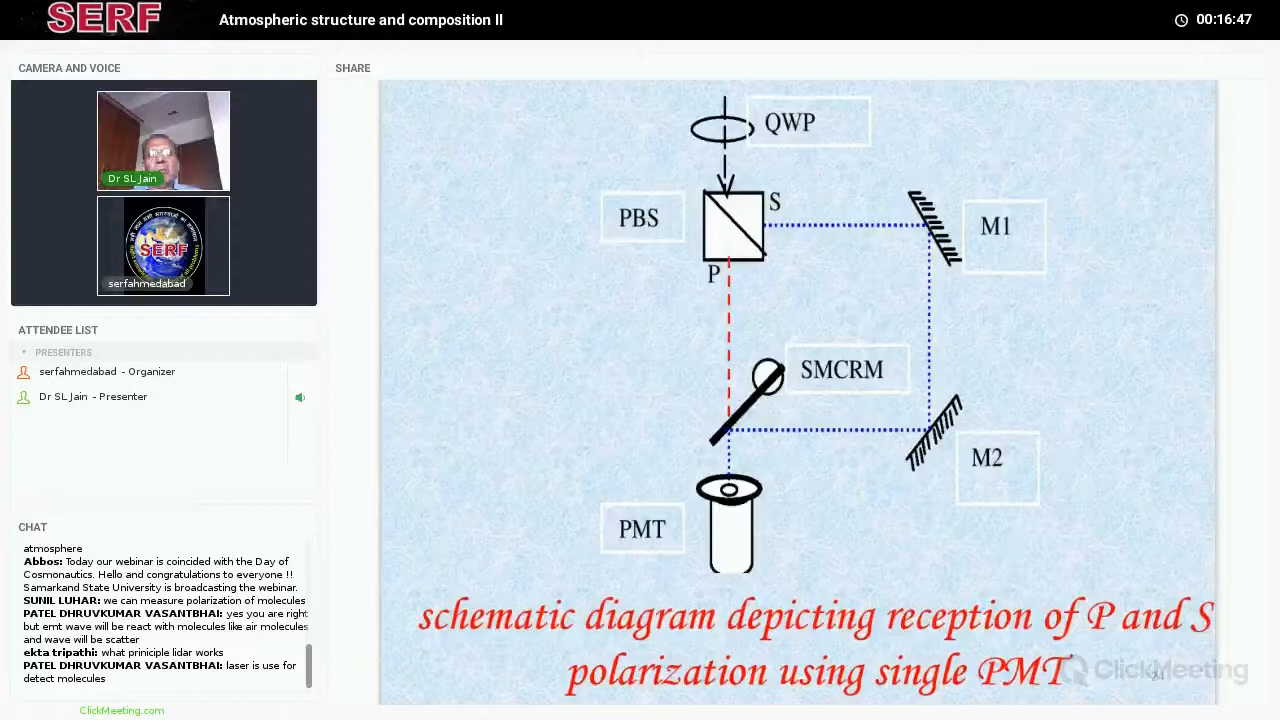 SERF
Atmospheric structure and composition II
00:16:47
CAMERA AND VOICE
SHARE
Dr SL Jain
SERF
serfahmedabad
ATTENDEE LIST
PRESENTERS
serfahmedabad - Organizer
Dr SL Jain - Presenter
CHAT
atmosphere
Abbos: Today our webinar is coincided with the Day of
Cosmonautics. Hello and congratulations to everyone !!
Samarkand State University is broadcasting the webinar.
SUNIL LUHAR: we can measure polarization of molecules
PATEL DHRUVKUMAR VASANTBHAI: yes you are right
but emt wave will be react with molecules like air molecules
and wave will be scatter
ekta tripathi: what priniciple lidar works
PATEL DHRUVKUMAR VASANTBHAI: laser is use for
detect molecules
ClickMeeting.com
QWP
PBS
S
M1
P
SMCRM
M2
PMT
schematic diagram depicting reception of P and S
polarization using single PMT
ClickMeeting
24